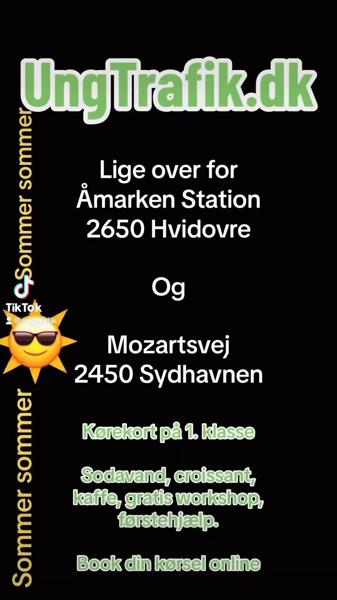 UngTrafik.dk
Lige over for
Åmarken Station
2650 Hvidovre
Og
Mozartsvej
2450 Sydhavnen
Kørekort på 1. klasse
Sodavand, croissant,
kaffe, gratis workshop,
førstehjælp.
Book din kørsel online
Sommer sommer
TikTok
Sommer sommer